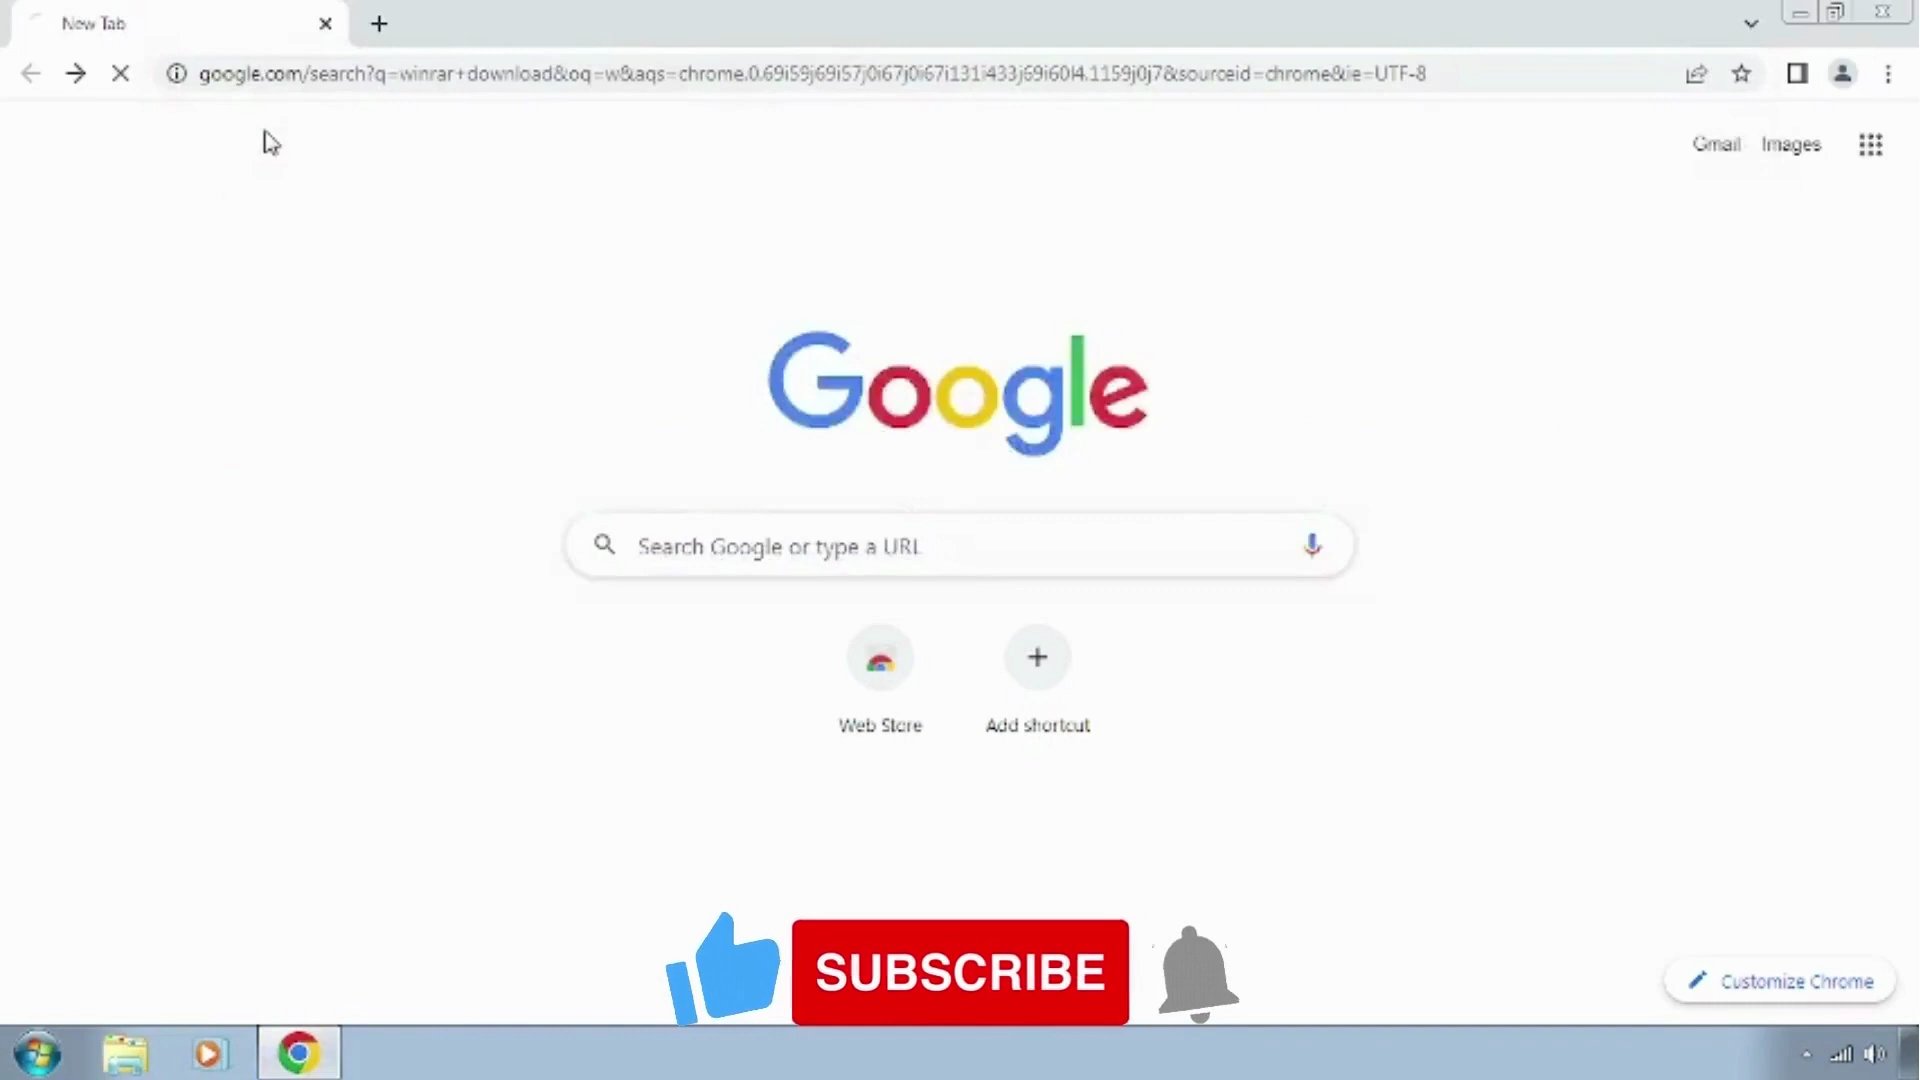 New Tab
google.com/search?q=winrar+download&oq=w&aqs=chrome.0.69i59j69i57j0i67j0i67i131i433j69i60l4.1159j0j7&sourceid=chrome&ie=UTF-8
Gmail Images
Google
Search Google or type a URL
Web Store Add shortcut
SUBSCRIBE
Customize Chrome